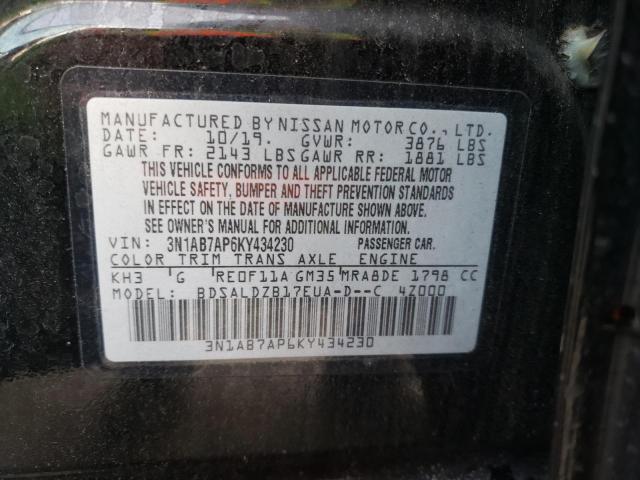 MANUFACTURED BY NISSAN MOTOR CO., LTD.
DATE: 10/19. GVWR: 3876 LBS
GAWR FR: 2143 LBS GAWR RR: 1881 LBS
THIS VEHICLE CONFORMS TO ALL APPLICABLE FEDERAL MOTOR
VEHICLE SAFETY, BUMPER AND THEFT PREVENTION STANDARDS
IN EFFECT ON THE DATE OF MANUFACTURE SHOWN ABOVE.
SEE OWNER'S MANUAL FOR ADDITIONAL INFORMATION.
VIN: 3N1AB7AP6KY434230 PASSENGER CAR.
COLOR TRIM TRANS AXLE ENGINE
KH3 'G 'RE0F11A GM35'MRA8DE 1798 CC
MODEL: BDSALDZB17EUA-D--C 4Z000
3N1AB7AP6KY434230